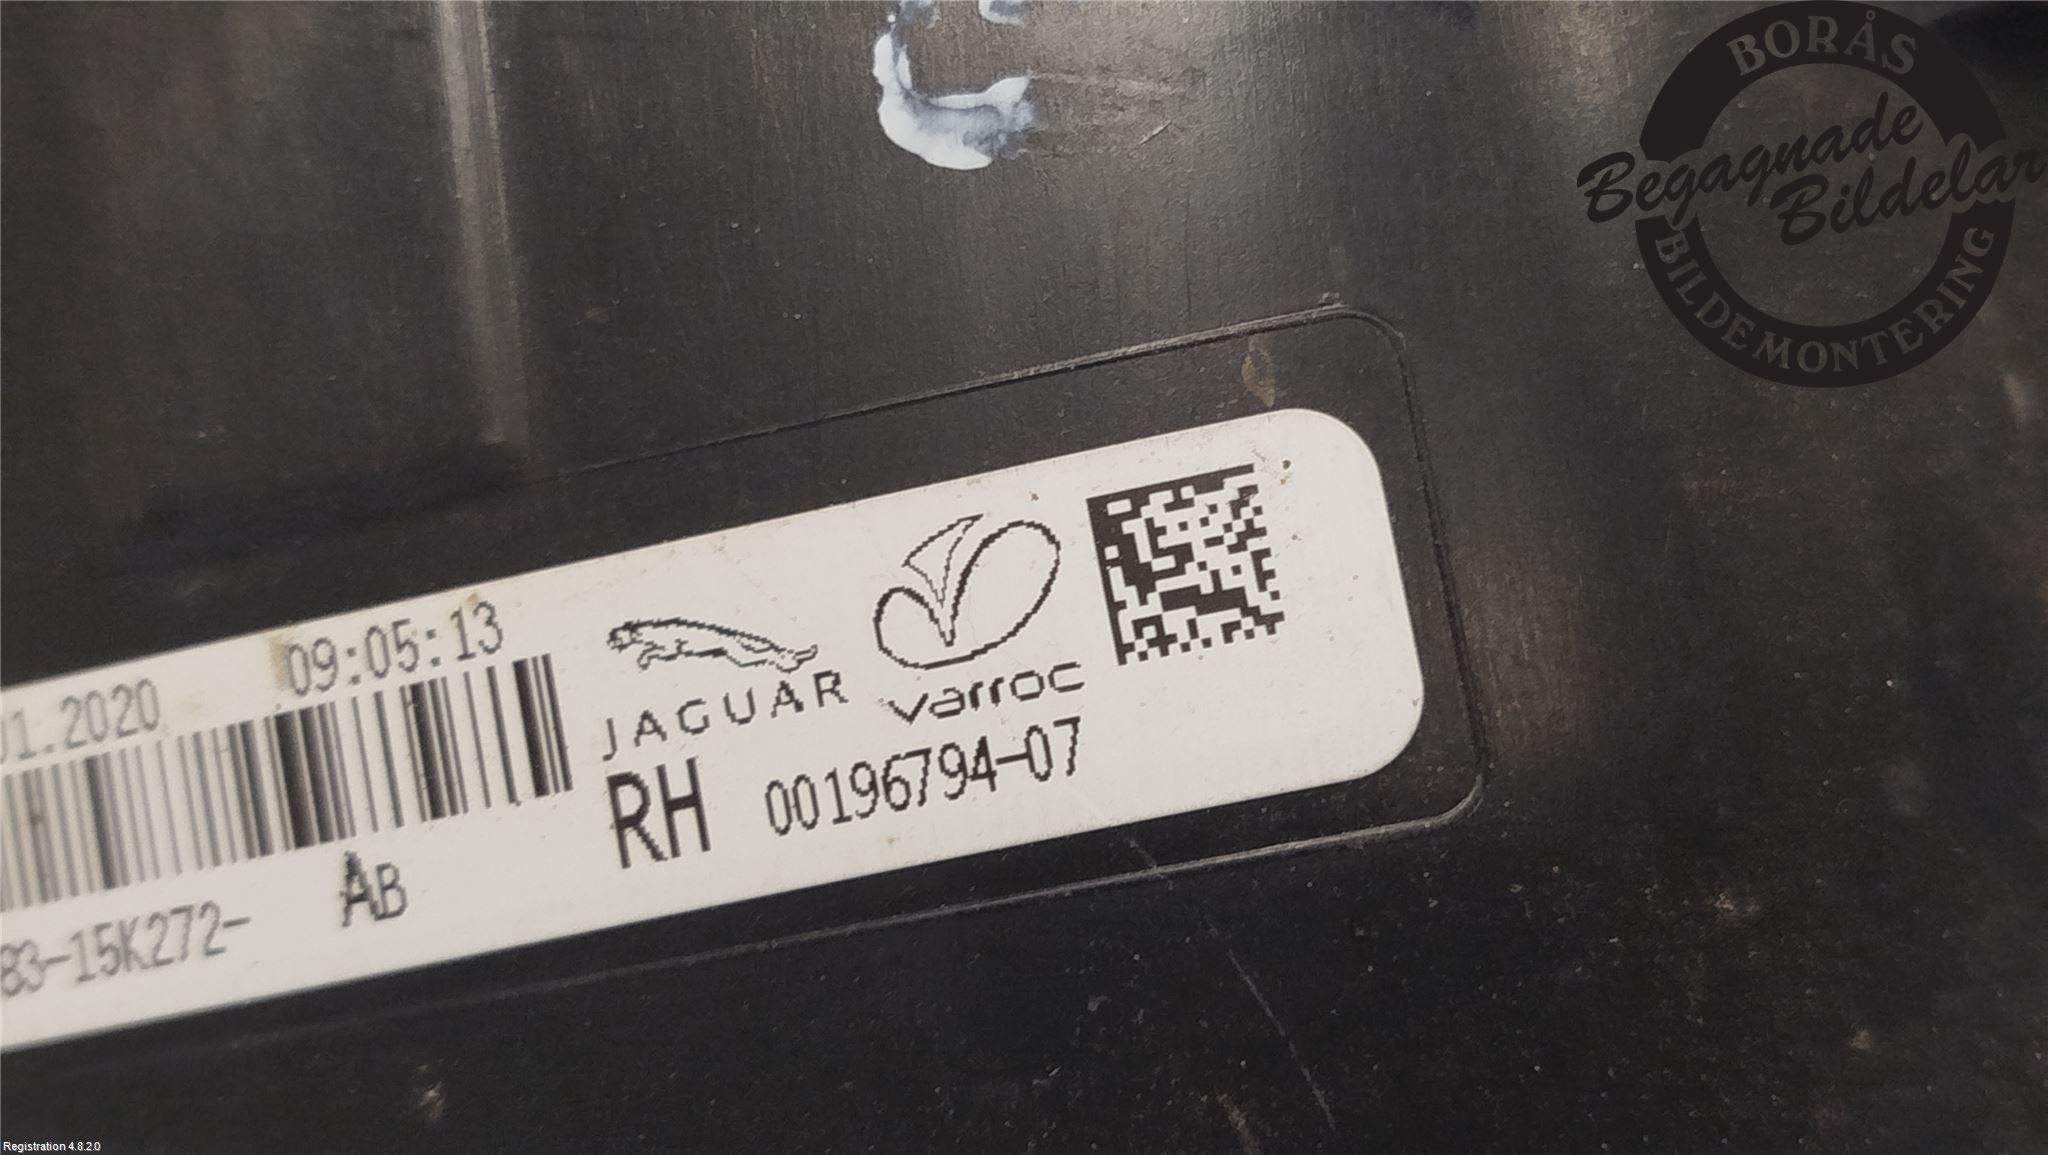 BORÅS
Begagnade
Bildelar
BILDEMONTERING
01.2020 09:05:13
JAGUAR
varroc
RH 00196794-07
83-15K272- AB
Registration 4.8.2.0